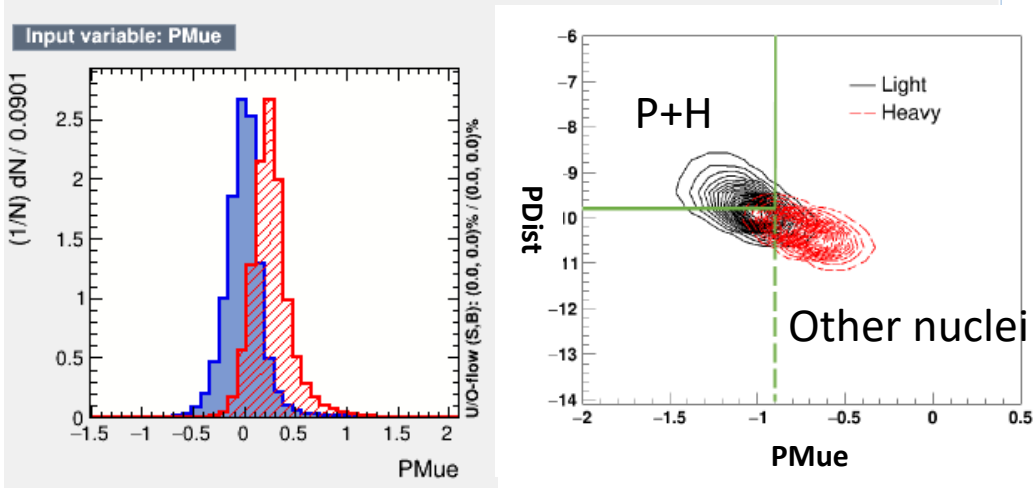 Input variable: PMue
(1/N) dN / 0.0901
2.5
2
1.5
1
0.5
0
−1.5 −1 −0.5 0 0.5 1 1.5 2
PMue
U/O-flow (S,B): (0.0, 0.0)% / (0.0, 0.0)%
−6
−7
−8
−9
10
11
−12
−13
−14
PDist
P+H
Light
Heavy
Other nuclei
−2 −1.5 −1 −0.5 0 0.5
PMue